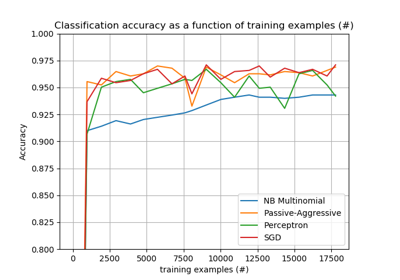 Classification accuracy as a function of training examples (#)
1.000
0.975
0.950
0.925
0.900
0.875
0.850
0.825
0.800
Accuracy
NB Multinomial
Passive-Aggressive
Perceptron
SGD
0 2500 5000 7500 10000 12500 15000 17500
training examples (#)